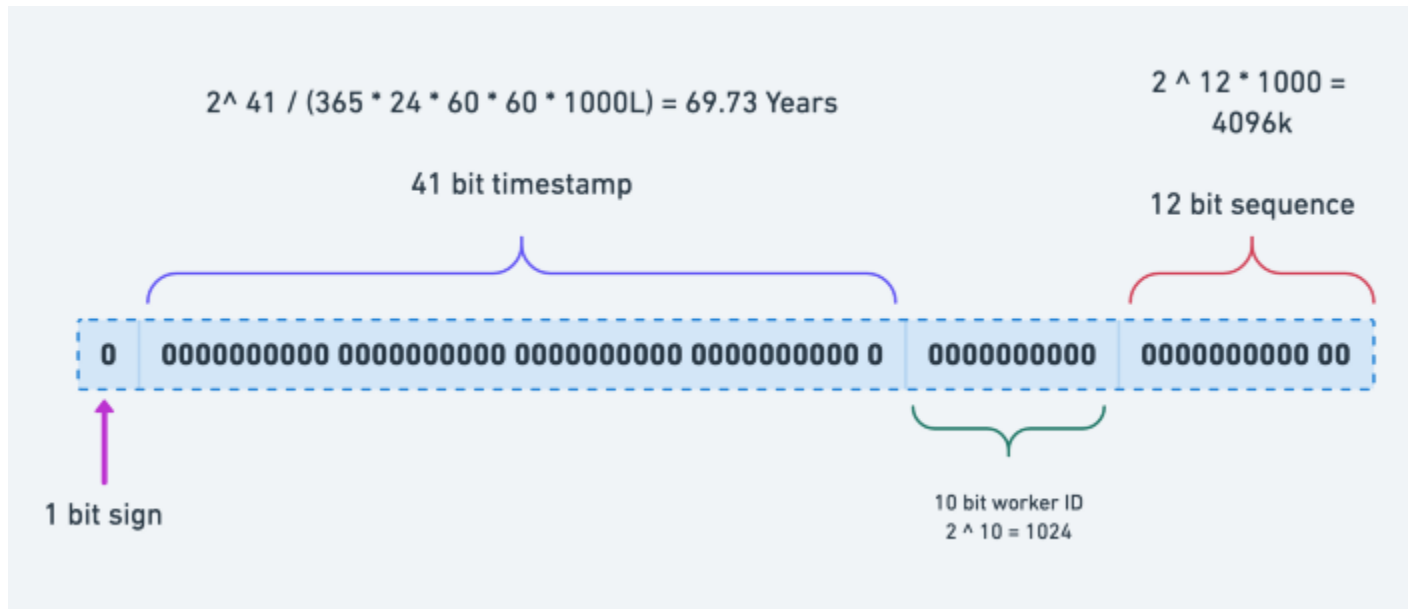 2^ 41 / (365 * 24 * 60 * 60 * 1000L) = 69.73 Years
2 ^ 12 * 1000 =
4096k
41 bit timestamp
12 bit sequence
0 0000000000 0000000000 0000000000 0000000000 0 0000000000 0000000000 00
1 bit sign
10 bit worker ID
2 ^ 10 = 1024